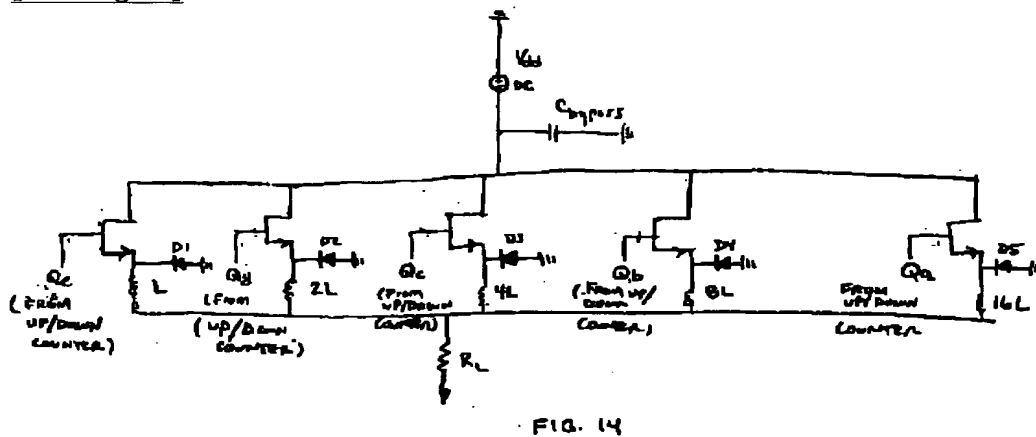 Vdd
DC
Cbypass
D1
D2
D3
D4
D5
Qe
Qd
Qc
Qb
Qa
L
2L
4L
8L
16L
(FROM
UP/DOWN
COUNTER)
(FROM
(UP/DOWN
COUNTER)
(FROM
UP/DOWN
COUNTER)
(FROM UP/
DOWN
COUNTER)
FROM
UP/DOWN
COUNTER
RL
FIG. 14